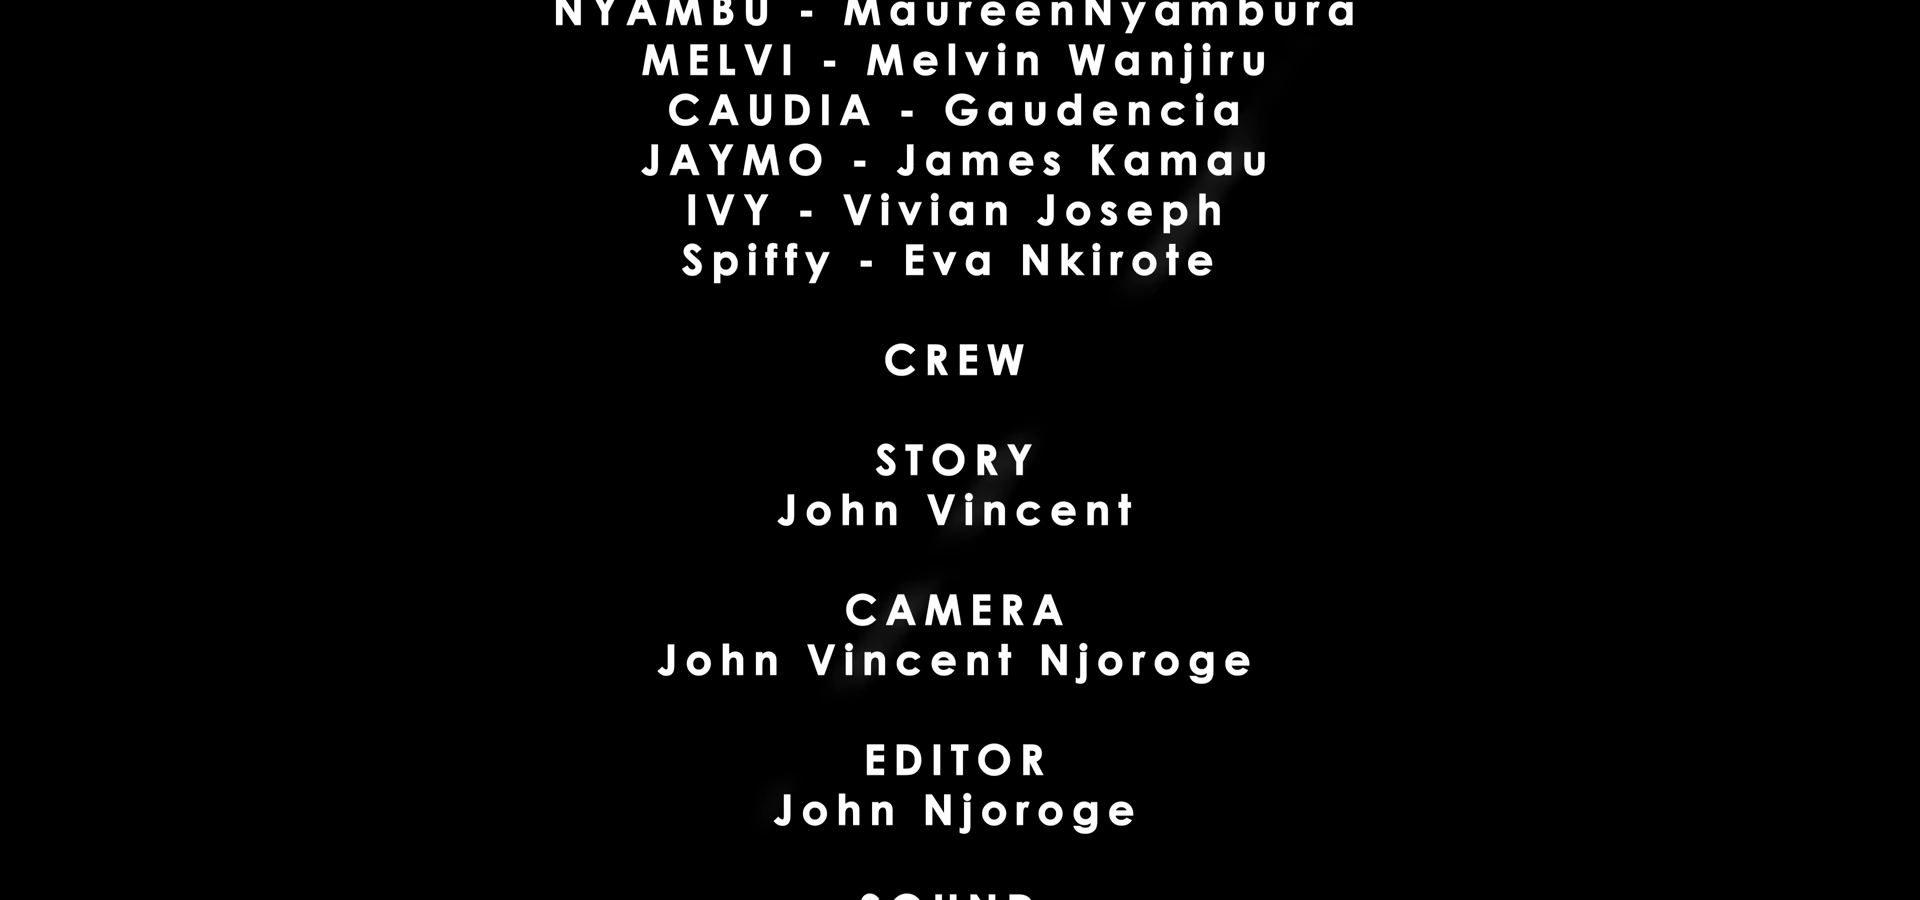 NYAMBU - MaureenNyambura
MELVI - Melvin Wanjiru
CAUDIA - Gaudencia
JAYMO - James Kamau
IVY - Vivian Joseph
Spiffy - Eva Nkirote
CREW
STORY
John Vincent
CAMERA
John Vincent Njoroge
EDITOR
John Njoroge
SOUND